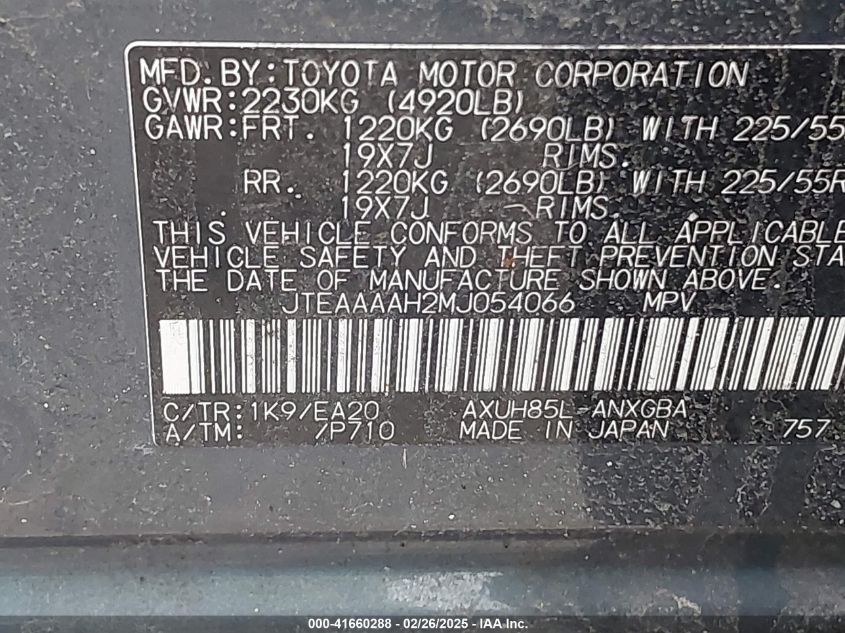 MFD.BY:TOYOTA MOTOR CORPORATION
GVWR:2230KG (4920LB)
GAWR:FRT. 1220KG (2690LB) WITH 225/55
19X7J RIMS.
RR. 1220KG (2690LB) WITH 225/55R
19X7J RIMS.
THIS VEHICLE CONFORMS TO ALL APPLICABLE
VEHICLE SAFETY AND THEFT PREVENTION STA
THE DATE OF MANUFACTURE SHOWN ABOVE.
JTEAAAAH2MJ054066 MPV
C/TR:1K9/EA20 AXUH85L-ANXGBA
A/TM: /P710 MADE IN JAPAN 757
000-41660288 - 02/26/2025 - IAA Inc.